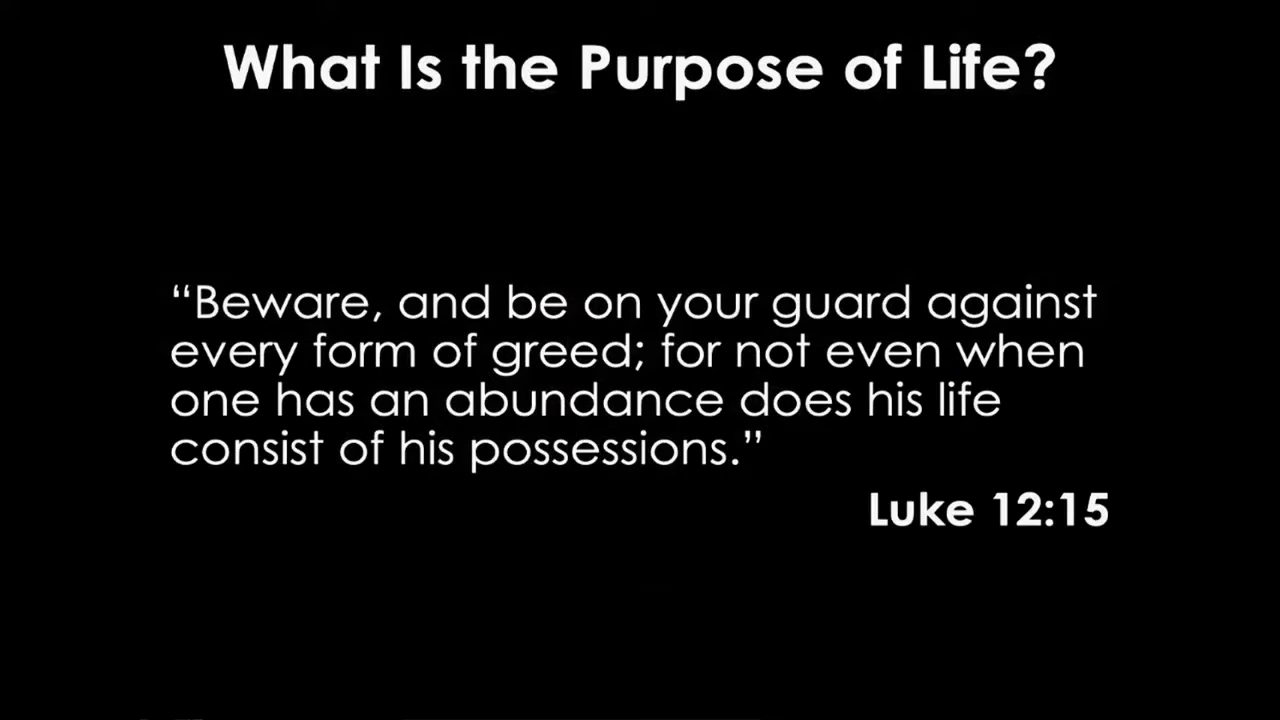 What Is the Purpose of Life?
“Beware, and be on your guard against
every form of greed; for not even when
one has an abundance does his life
consist of his possessions.”
Luke 12:15